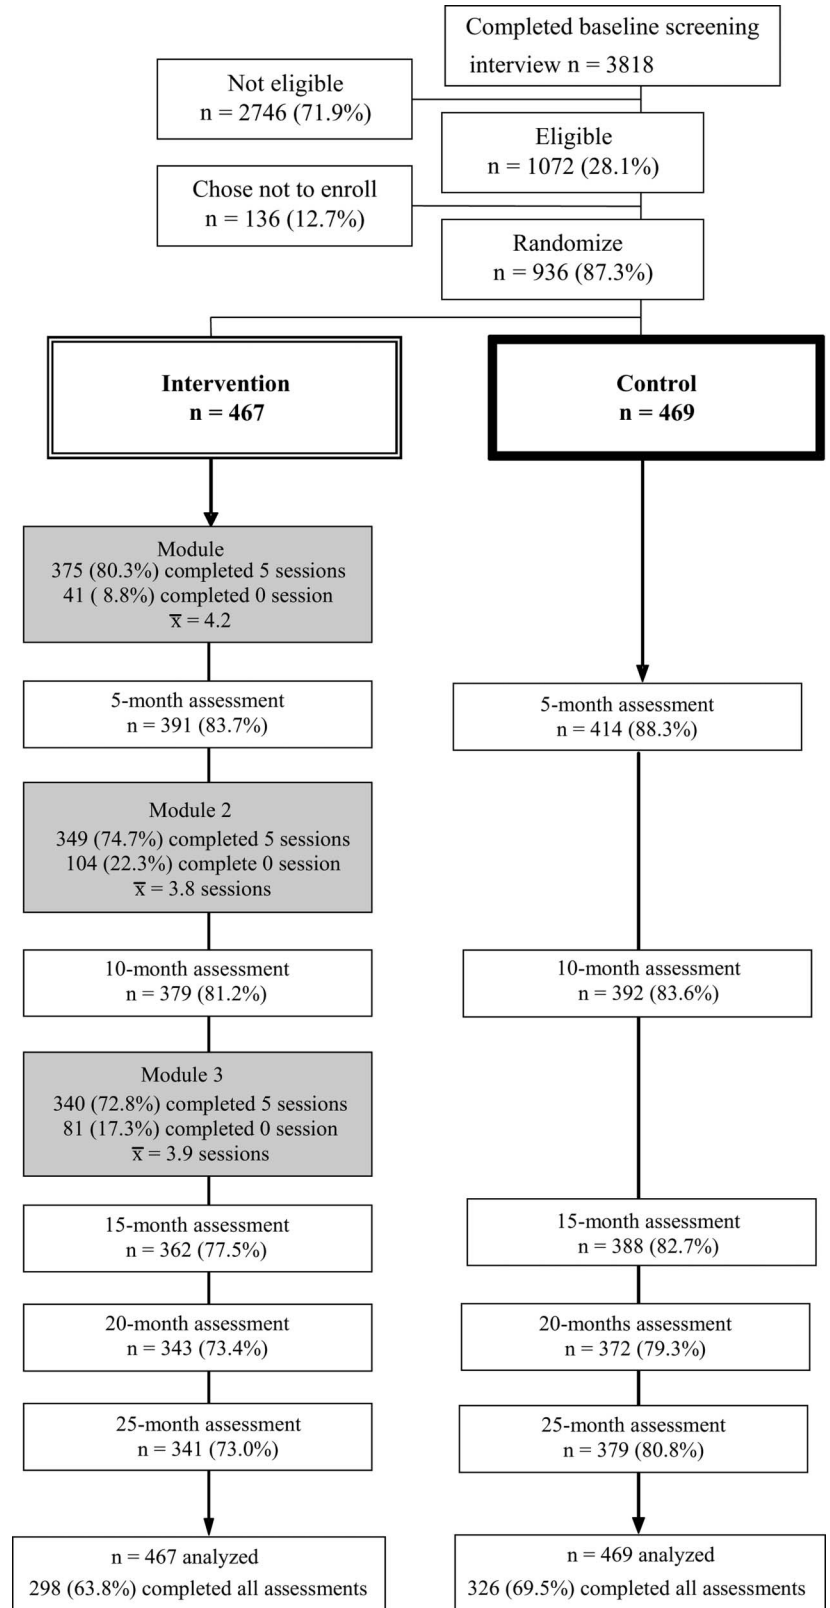 Completed baseline screening
interview n = 3818
Not eligible
n = 2746 (71.9%)
Eligible
n = 1072 (28.1%)
Chose not to enroll
n = 136 (12.7%)
Randomize
n = 936 (87.3%)
Intervention
n = 467
Control
n = 469
Module
375 (80.3%) completed 5 sessions
41 ( 8.8%) completed 0 session
x̅ = 4.2
5-month assessment
n = 391 (83.7%)
5-month assessment
n = 414 (88.3%)
Module 2
349 (74.7%) completed 5 sessions
104 (22.3%) complete 0 session
x̅ = 3.8 sessions
10-month assessment
n = 379 (81.2%)
10-month assessment
n = 392 (83.6%)
Module 3
340 (72.8%) completed 5 sessions
81 (17.3%) completed 0 session
x̅ = 3.9 sessions
15-month assessment
n = 362 (77.5%)
15-month assessment
n = 388 (82.7%)
20-month assessment
n = 343 (73.4%)
20-months assessment
n = 372 (79.3%)
25-month assessment
n = 341 (73.0%)
25-month assessment
n = 379 (80.8%)
n = 467 analyzed
298 (63.8%) completed all assessments
n = 469 analyzed
326 (69.5%) completed all assessments